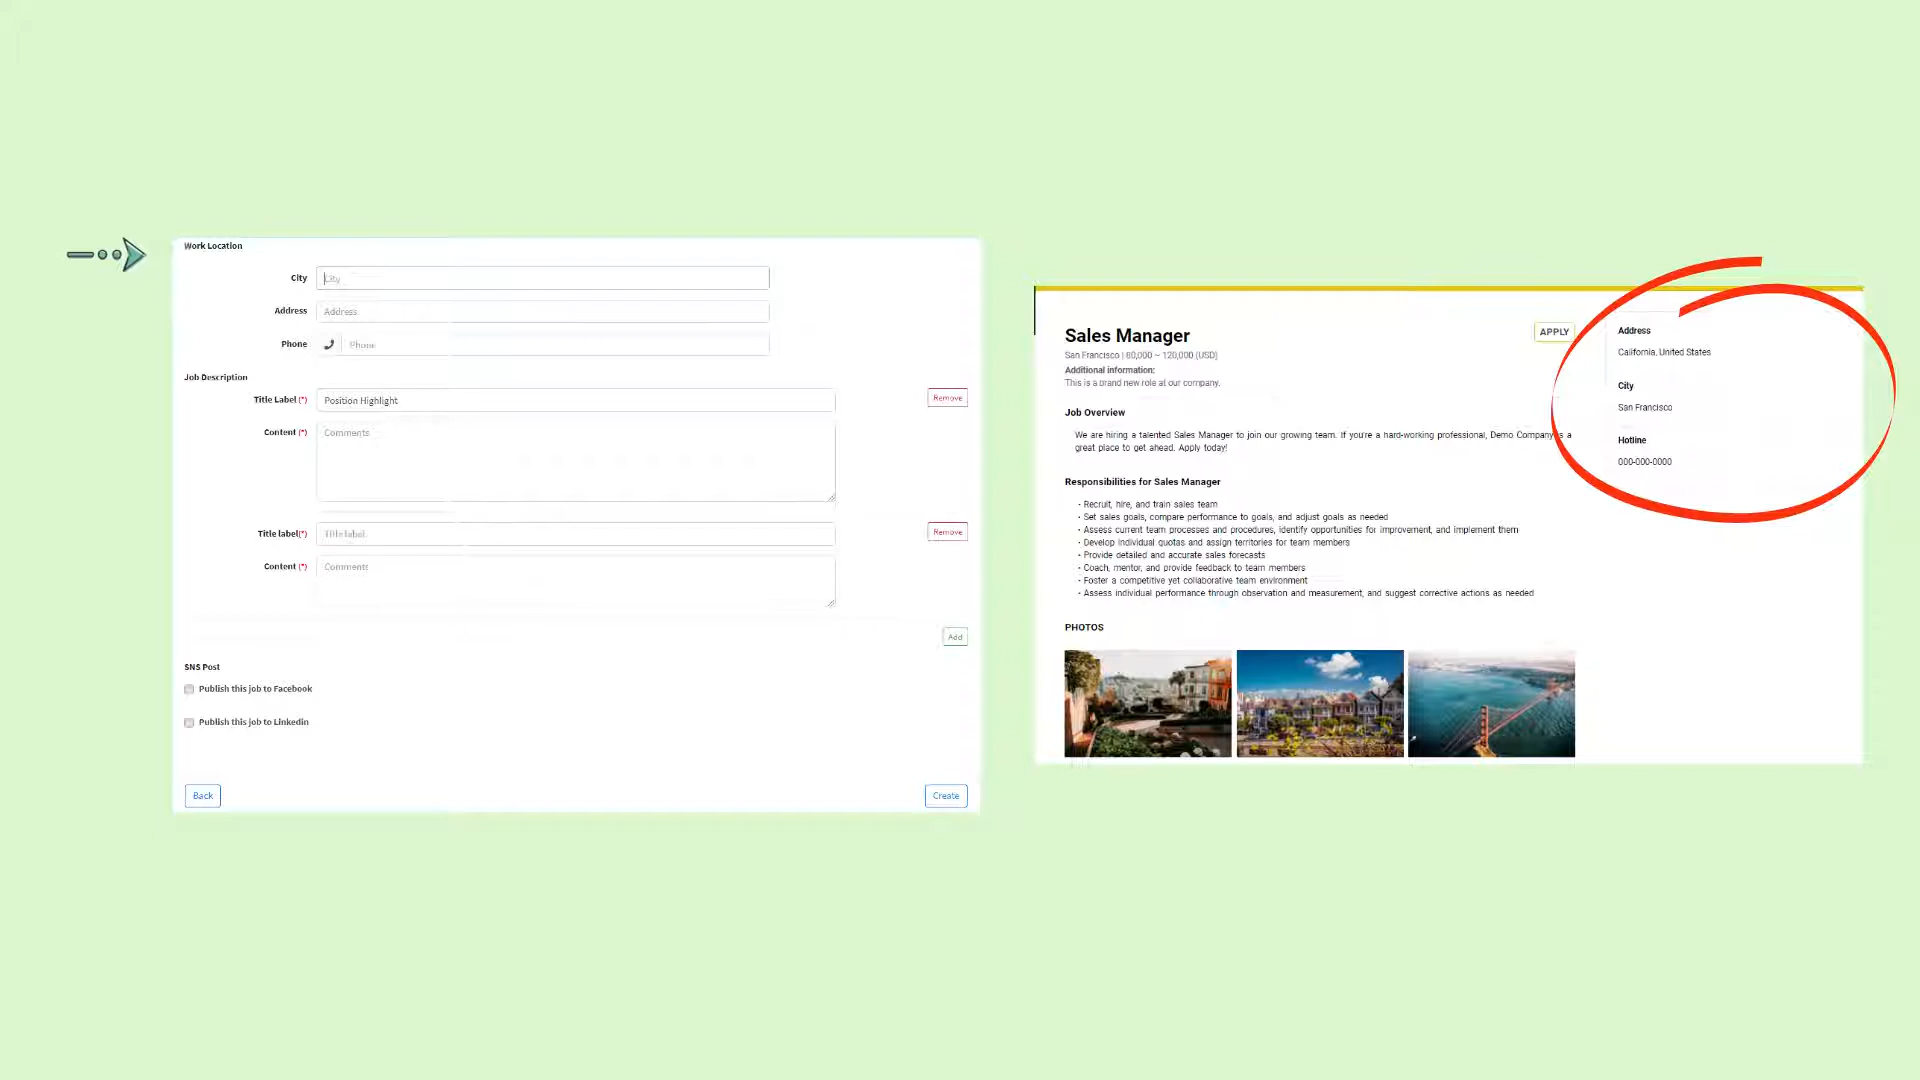 Work Location
City
City
Address
Address
Phone
Phone
Job Description
Title Label (*)
Position Highlight
Remove
Content (*)
Comments
Title label(*)
Title label
Remove
Content (*)
Comments
Add
SNS Post
Publish this job to Facebook
Publish this job to Linkedin
Back
Create
Sales Manager
APPLY
San Francisco | 80,000 ~ 120,000 (USD)
Additional information:
This is a brand new role at our company.
Job Overview
We are hiring a talented Sales Manager to join our growing team. If you're a hard-working professional, Demo Company is a
great place to get ahead. Apply today!
Responsibilities for Sales Manager
- Recruit, hire, and train sales team
- Set sales goals, compare performance to goals, and adjust goals as needed
- Assess current team processes and procedures, identify opportunities for improvement, and implement them
- Develop individual quotas and assign territories for team members
- Provide detailed and accurate sales forecasts
- Coach, mentor, and provide feedback to team members
- Foster a competitive yet collaborative team environment
- Assess individual performance through observation and measurement, and suggest corrective actions as needed
PHOTOS
Address
California, United States
City
San Francisco
Hotline
000-000-0000